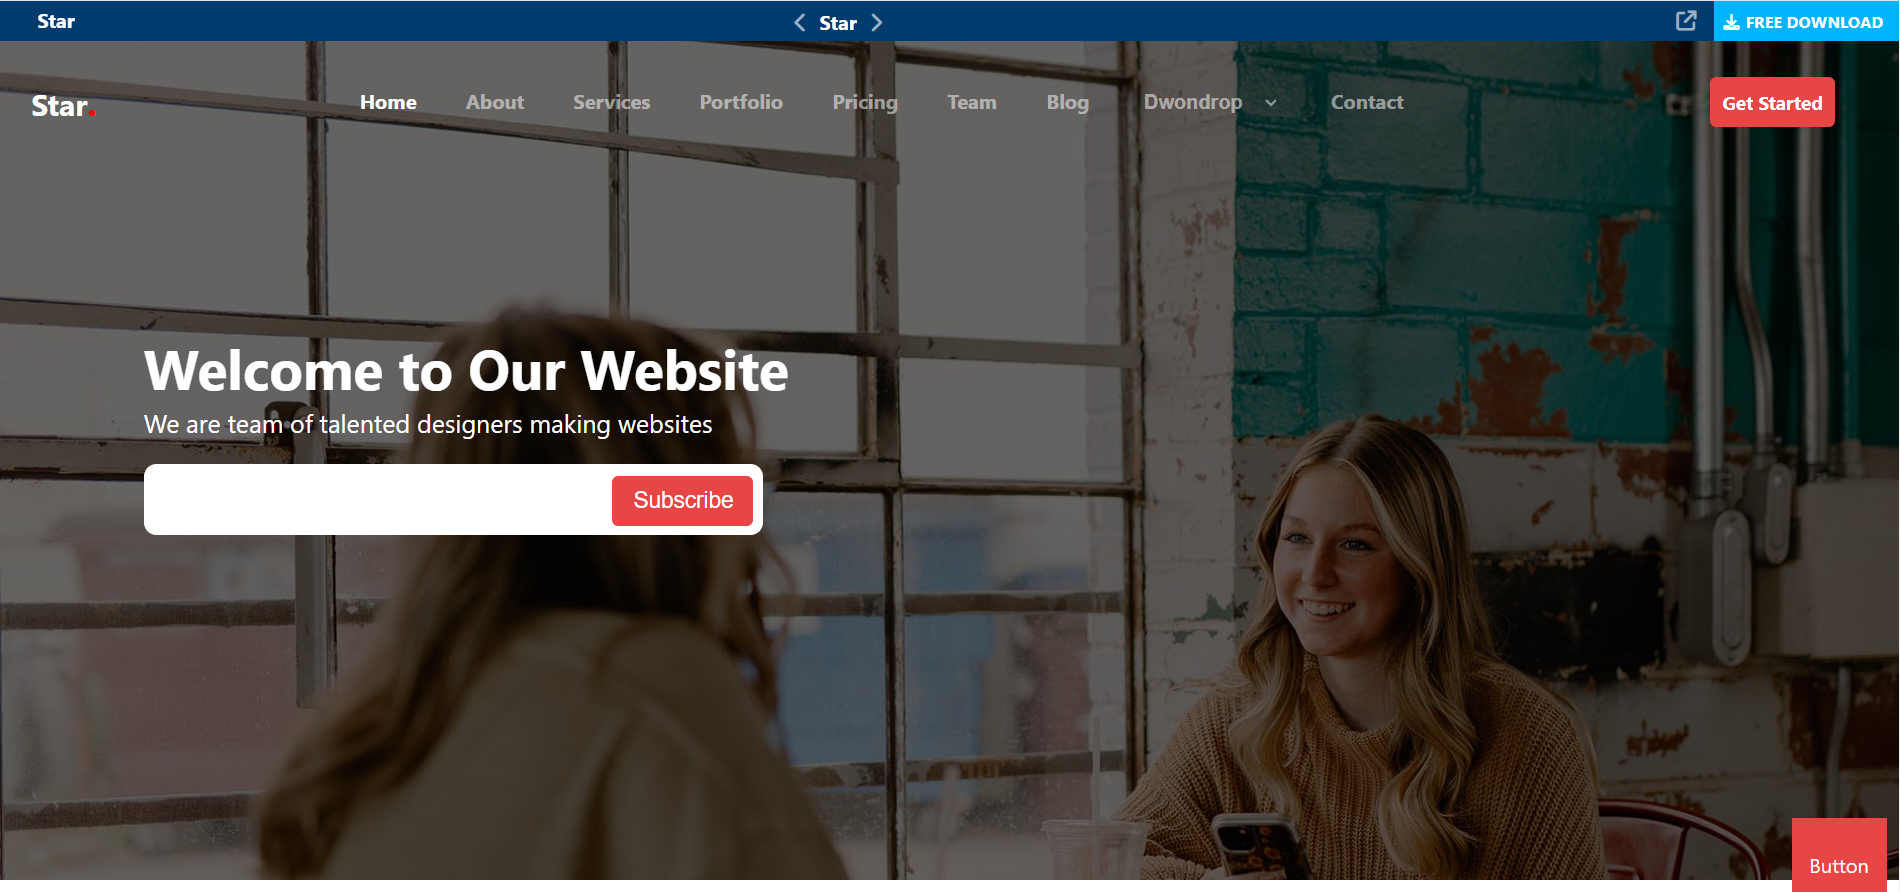 Star
Star
FREE DOWNLOAD
Star.
Home About Services Portfolio Pricing Team Blog Dwondrop Contact
Get Started
Welcome to Our Website
We are team of talented designers making websites
Subscribe
Button